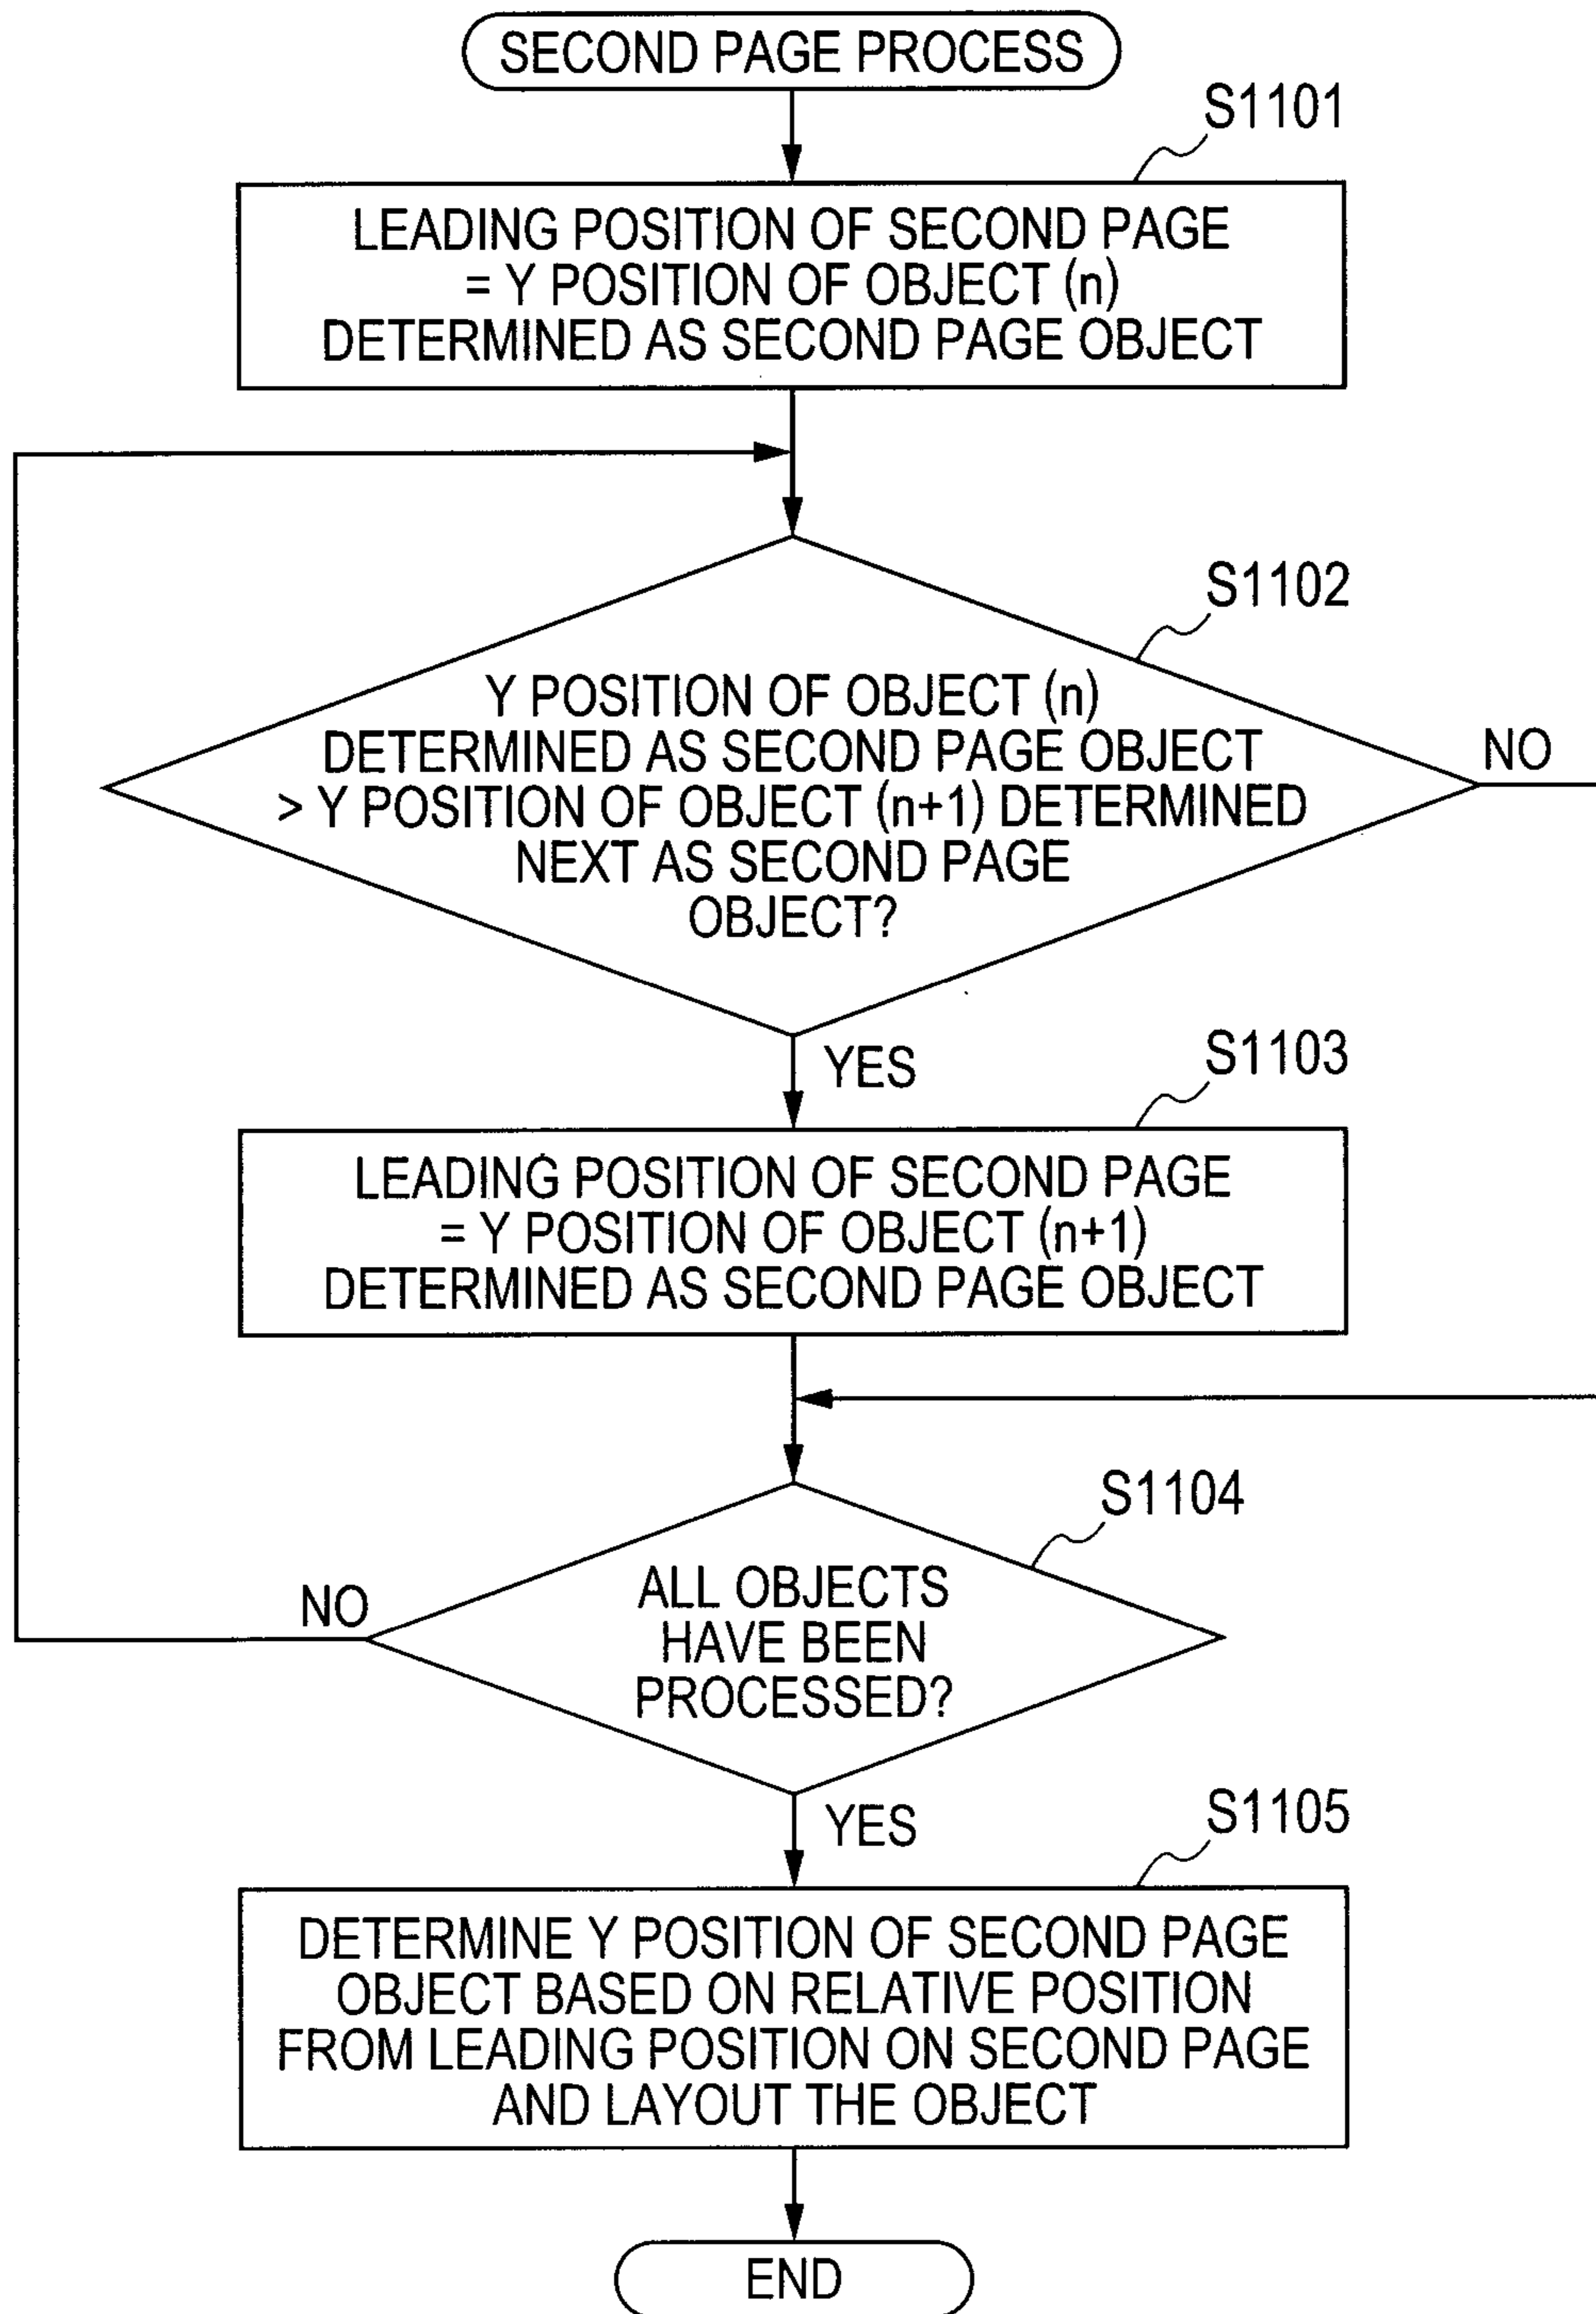 SECOND PAGE PROCESS
S1101
LEADING POSITION OF SECOND PAGE
= Y POSITION OF OBJECT (n)
DETERMINED AS SECOND PAGE OBJECT
S1102
Y POSITION OF OBJECT (n)
DETERMINED AS SECOND PAGE OBJECT
> Y POSITION OF OBJECT (n+1) DETERMINED
NEXT AS SECOND PAGE
OBJECT?
NO
YES
S1103
LEADING POSITION OF SECOND PAGE
= Y POSITION OF OBJECT (n+1)
DETERMINED AS SECOND PAGE OBJECT
S1104
ALL OBJECTS
HAVE BEEN
PROCESSED?
NO
YES
S1105
DETERMINE Y POSITION OF SECOND PAGE
OBJECT BASED ON RELATIVE POSITION
FROM LEADING POSITION ON SECOND PAGE
AND LAYOUT THE OBJECT
END